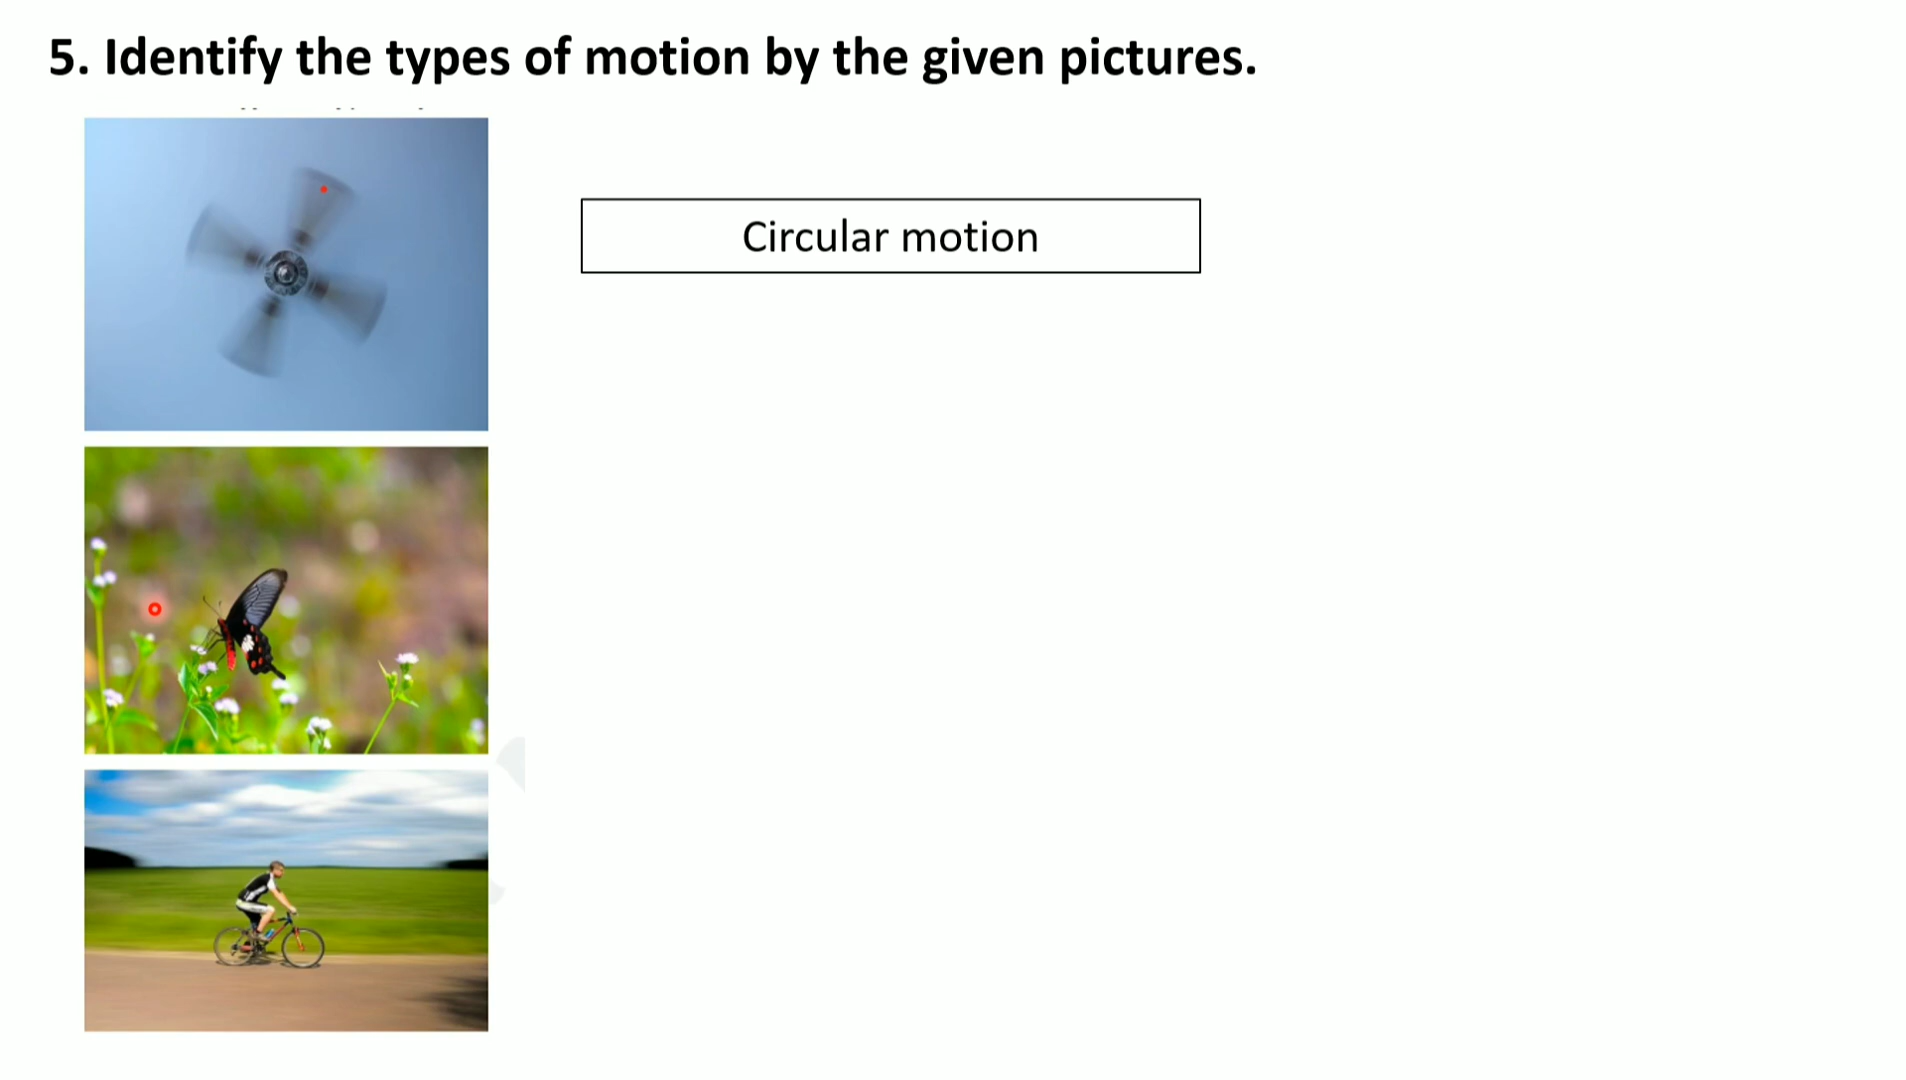 5. Identify the types of motion by the given pictures.
Circular motion